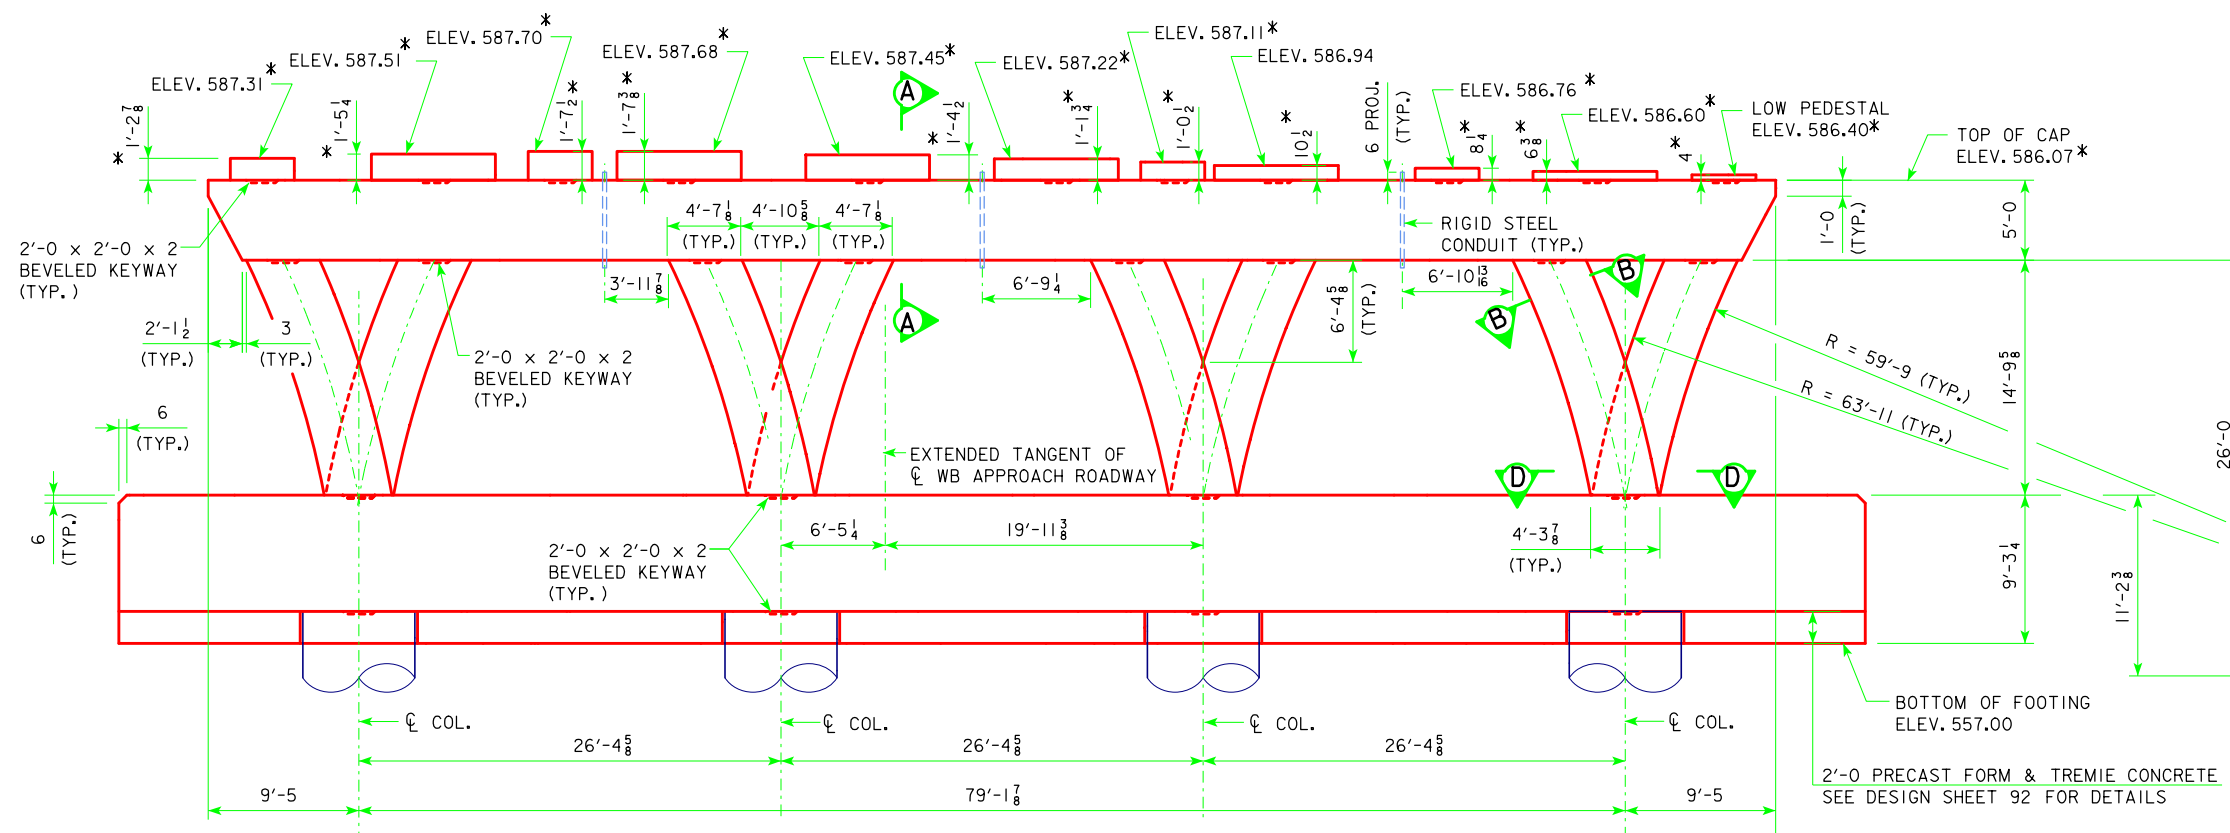 ELEV. 587.31*
ELEV. 587.51*
ELEV. 587.70*
ELEV. 587.68*
ELEV. 587.45*
ELEV. 587.22*
ELEV. 587.11*
ELEV. 586.94
ELEV. 586.76 *
ELEV. 586.60*
LOW PEDESTAL
ELEV. 586.40*
TOP OF CAP
ELEV. 586.07*
* 1'-2 7/8
* 1'-5 1/4
1'-7 1/2 *
1'-7 3/8 *
A
* 1'-4 1/2
1'-1 3/4 *
1'-0 1/2 *
10 1/2 *
6 PROJ.
(TYP.)
8 1/4 *
6 3/8 *
4 *
1'-0
(TYP.)
5'-0
2'-0 x 2'-0 x 2
BEVELED KEYWAY
(TYP.)
4'-7 1/8
(TYP.)
4'-10 5/8
(TYP.)
4'-7 1/8
(TYP.)
RIGID STEEL
CONDUIT (TYP.)
3'-11 7/8
A
6'-9 1/4
6'-4 5/8
(TYP.)
6'-10 13/16
B
B
2'-1 1/2
(TYP.)
3
(TYP.)
2'-0 x 2'-0 x 2
BEVELED KEYWAY
(TYP.)
R = 59'-9 (TYP.)
R = 63'-11 (TYP.)
14'-9 5/8
26'-0
6
(TYP.)
EXTENDED TANGENT OF
℄ WB APPROACH ROADWAY
D
D
6
(TYP.)
2'-0 x 2'-0 x 2
BEVELED KEYWAY
(TYP.)
6'-5 1/4
19'-11 3/8
4'-3 7/8
(TYP.)
9'-3 1/4
11'-2 3/8
℄ COL.
℄ COL.
℄ COL.
℄ COL.
BOTTOM OF FOOTING
ELEV. 557.00
26'-4 5/8
26'-4 5/8
26'-4 5/8
2'-0 PRECAST FORM & TREMIE CONCRETE
SEE DESIGN SHEET 92 FOR DETAILS
9'-5
79'-1 7/8
9'-5